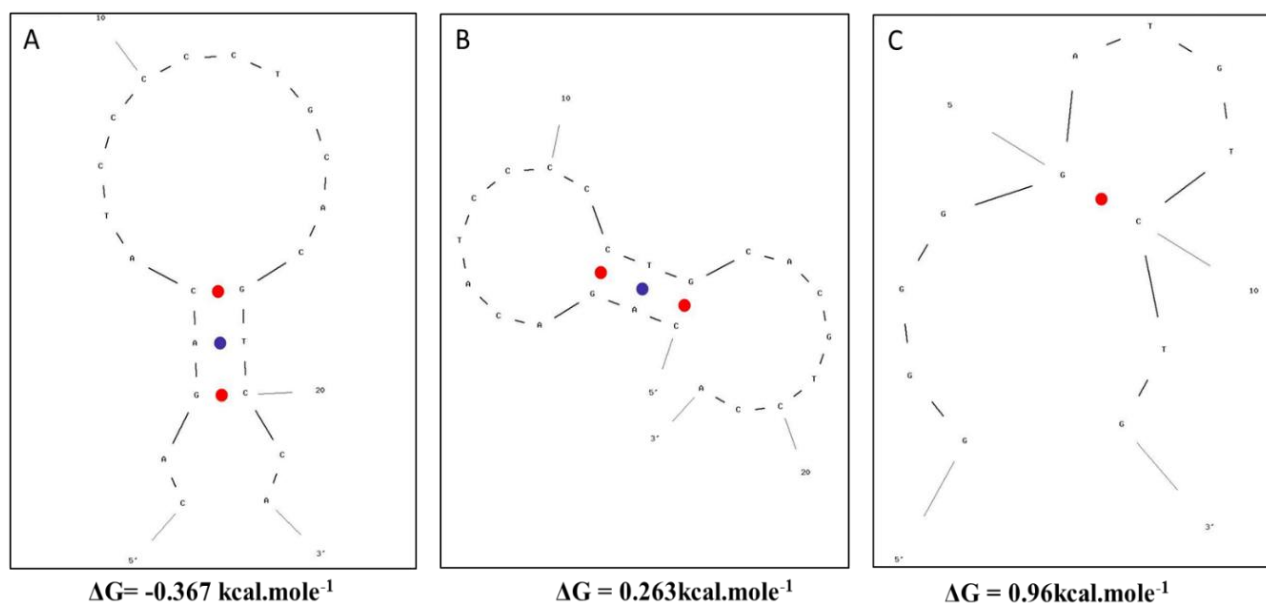 A
10
5'
C A G A C A T C C C C C T G C A C G T C C A
20
3'
ΔG= -0.367 kcal.mole-1
B
10
5'
C A G A C A T C C C C C T G C A C G T C C A
20
3'
ΔG = 0.263kcal.mole-1
C
5
5'
G G G G G A T G T C T G
10
3'
ΔG = 0.96kcal.mole-1